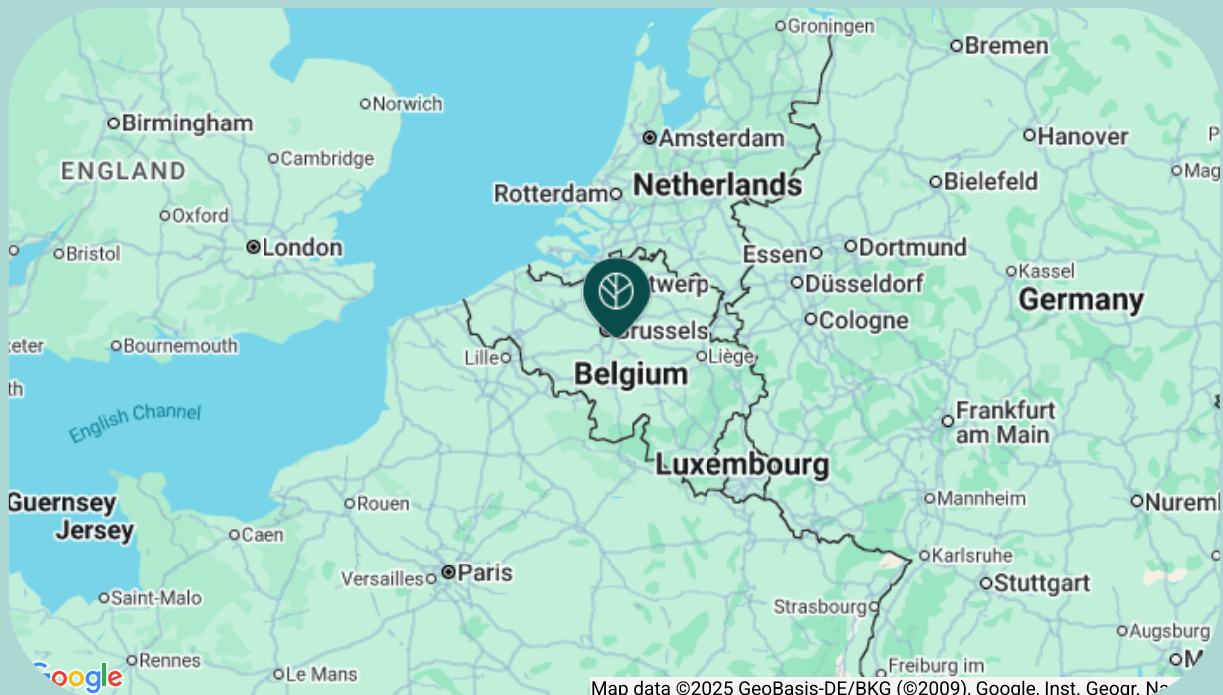 Groningen
Bremen
Norwich
Birmingham
Amsterdam
Hanover
Cambridge
ENGLAND
Netherlands
Bielefeld
Mag
Rotterdam
Oxford
London
Dortmund
Bristol
Essen
Kassel
twerp
Düsseldorf
Germany
Cologne
Brussels
Bournemouth
Lille
Liège
Belgium
English Channel
Frankfurt
am Main
Luxembourg
Guernsey
Jersey
Rouen
Mannheim
Nurem
Caen
Karlsruhe
Versailles
Paris
Stuttgart
Saint-Malo
Strasbourg
Augsburg
Rennes
Le Mans
Freiburg im
Google
Map data ©2025 GeoBasis-DE/BKG (©2009), Google, Inst. Geogr. Na